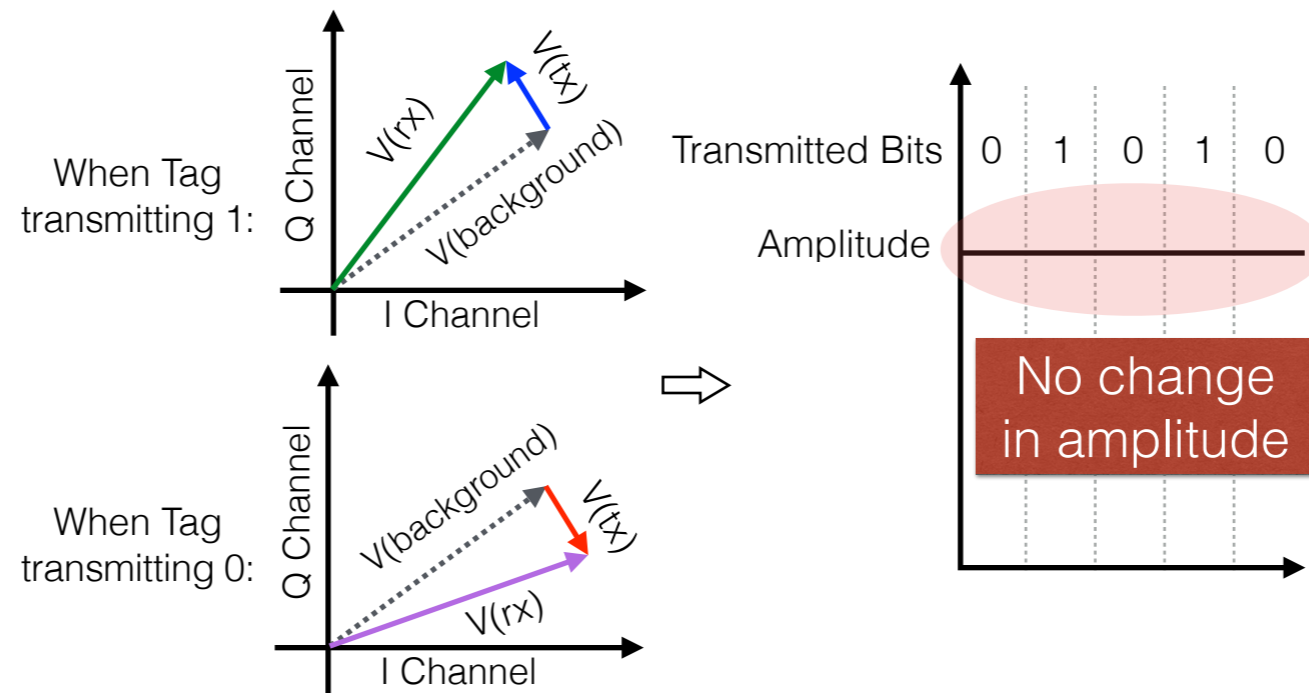 When Tag
transmitting 1:
Q Channel
V(rx)
V(tx)
V(background)
I Channel
When Tag
transmitting 0:
Q Channel
V(background)
V(tx)
V(rx)
I Channel
Transmitted Bits 0 1 0 1 0
Amplitude
No change
in amplitude